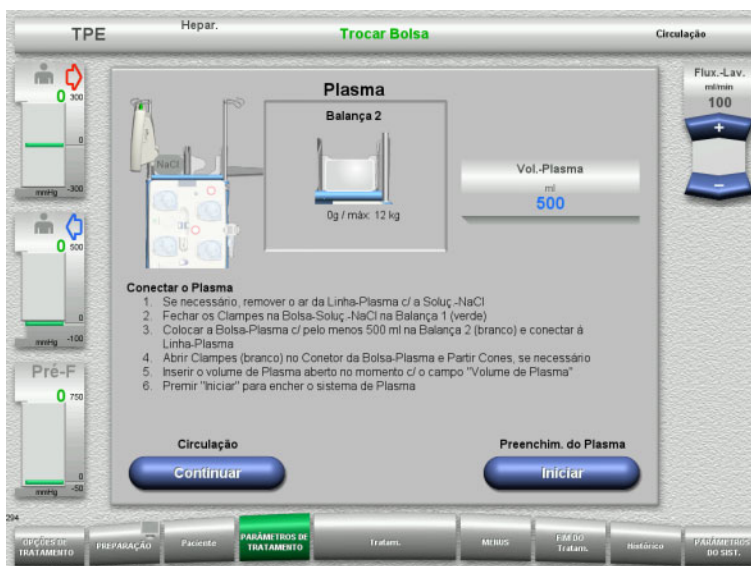 TPE
Hepar.
Trocar Bolsa
Circulação
0 300
0
mmHg -300
0 500
0
mmHg -100
Pré-F
0 750
0
mmHg -50
Plasma
NaCl
Balança 2
0g / máx: 12 kg
Vol.-Plasma
ml
500
Flux.-Lav.
ml/min
100
+
–
Conectar o Plasma
1. Se necessário, remover o ar da Linha-Plasma c/ a Soluç.-NaCl
2. Fechar os Clampes na Bolsa-Soluç.-NaCl na Balança 1 (verde)
3. Colocar a Bolsa-Plasma c/ pelo menos 500 ml na Balança 2 (branco) e conectar à
Linha-Plasma
4. Abrir Clampes (branco) no Conetor da Bolsa-Plasma e Partir Cones, se necessário
5. Inserir o volume de Plasma aberto no momento c/ o campo "Volume de Plasma"
6. Premir "Iniciar" para encher o sistema de Plasma
Circulação
Continuar
Preenchim. do Plasma
Iniciar
294
OPÇÕES DE
TRATAMENTO
PREPARAÇÃO
Paciente
PARÂMETROS DE
TRATAMENTO
Tratam.
MENUS
FIM DO
Tratam.
Histórico
PARÂMETROS
DO SIST.